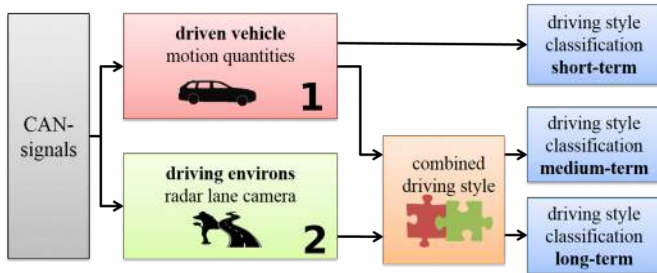 CAN-
signals
driven vehicle
motion quantities
1
driving environs
radar lane camera
2
combined
driving style
driving style
classification
short-term
driving style
classification
medium-term
driving style
classification
long-term